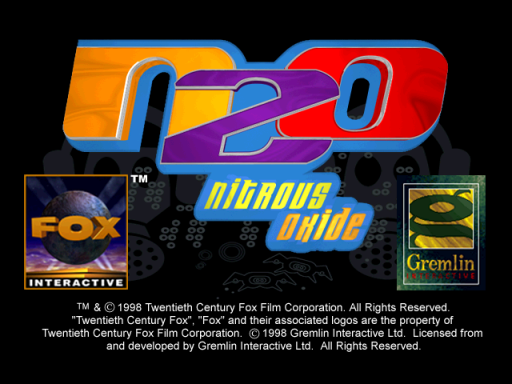 n2o
nitrous
oxide
TM
FOX
INTERACTIVE
g
Gremlin
INTERACTIVE
TM & © 1998 Twentieth Century Fox Film Corporation. All Rights Reserved.
"Twentieth Century Fox", "Fox" and their associated logos are the property of
Twentieth Century Fox Film Corporation. © 1998 Gremlin Interactive Ltd. Licensed from
and developed by Gremlin Interactive Ltd. All Rights Reserved.